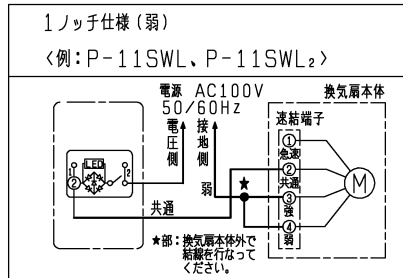 1ノッチ仕様(弱)
〈例:P-11SWL、P-11SWL₂〉
電源 AC100V
50/60Hz
換気扇本体
電圧側
接地側
速結端子
LED
1
2
②
①
急速
②
共通
③
強
④
弱
M
弱
★
共通
★部:換気扇本体外で
結線を行なって
ください。